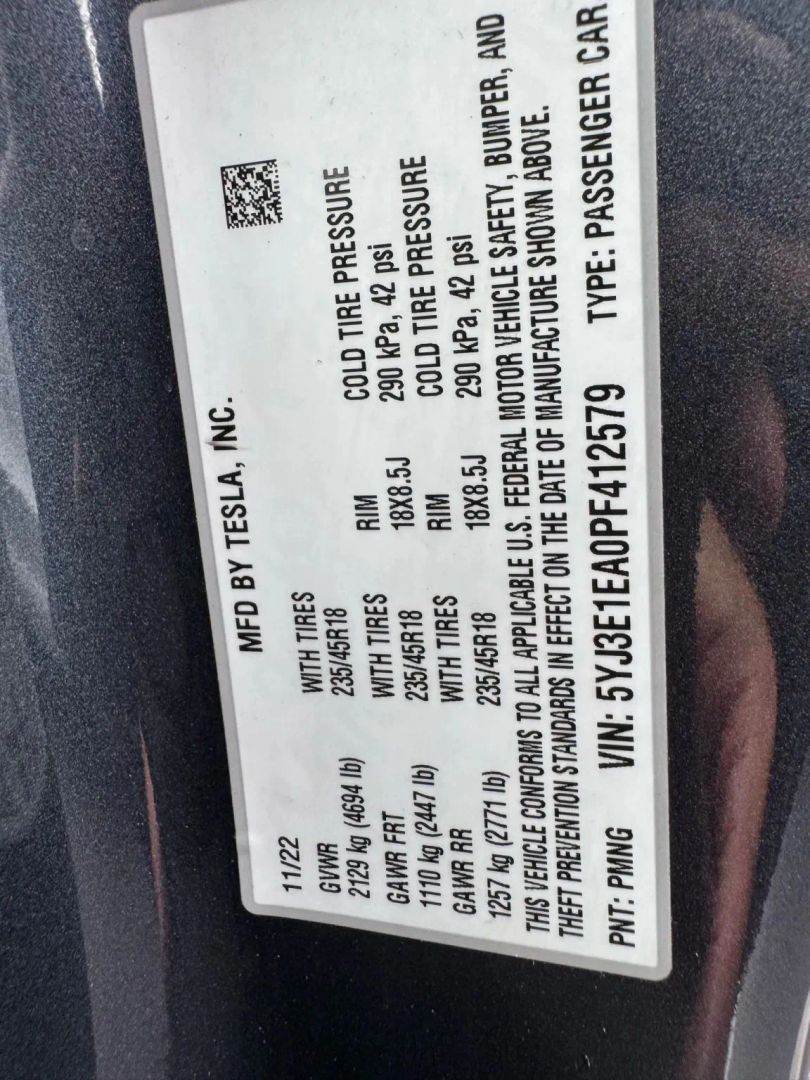 MFD BY TESLA, INC.
11/22
GVWR WITH TIRES
2129 kg (4694 lb) 235/45R18
GAWR FRT WITH TIRES RIM COLD TIRE PRESSURE
1110 kg (2447 lb) 235/45R18 18X8.5J 290 kPa, 42 psi
GAWR RR WITH TIRES RIM COLD TIRE PRESSURE
1257 kg (2771 lb) 235/45R18 18X8.5J 290 kPa, 42 psi
THIS VEHICLE CONFORMS TO ALL APPLICABLE U.S. FEDERAL MOTOR VEHICLE SAFETY, BUMPER, AND
THEFT PREVENTION STANDARDS IN EFFECT ON THE DATE OF MANUFACTURE SHOWN ABOVE.
PNT: PMNG VIN: 5YJ3E1EA0PF412579 TYPE: PASSENGER CAR